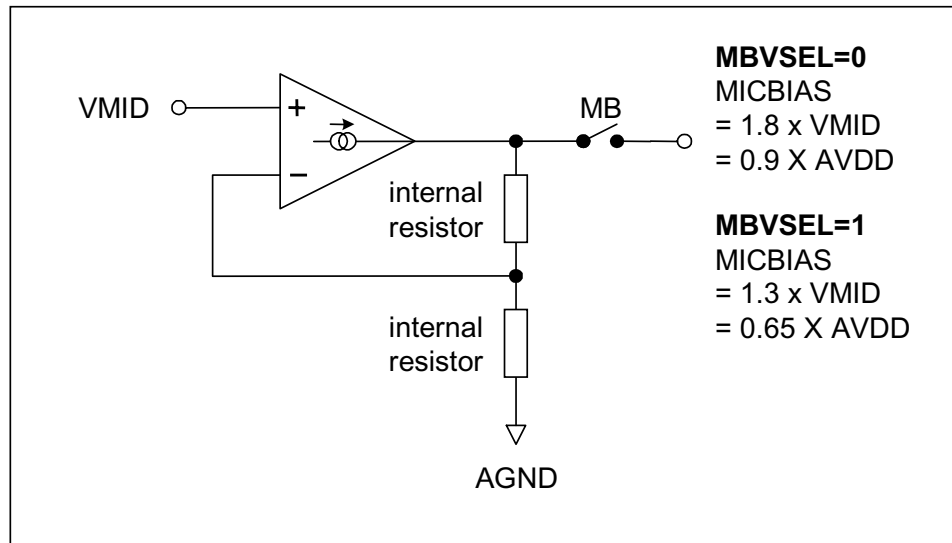 VMID
+
−
MB
internal
resistor
internal
resistor
AGND
MBVSEL=0
MICBIAS
= 1.8 x VMID
= 0.9 X AVDD
MBVSEL=1
MICBIAS
= 1.3 x VMID
= 0.65 X AVDD